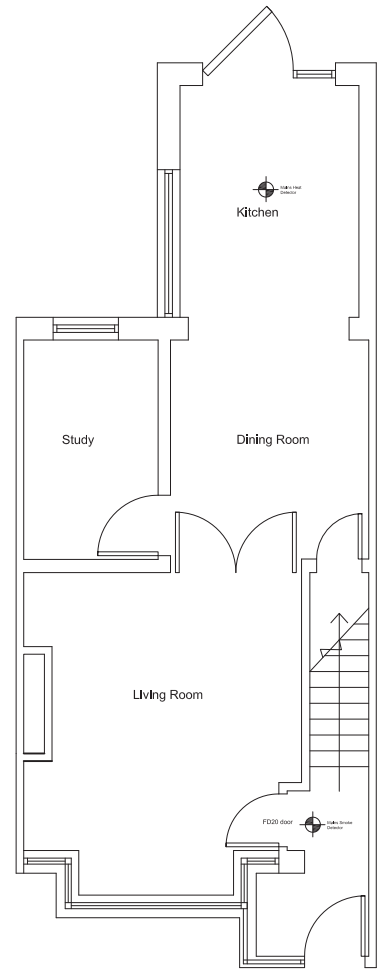 Mains Heat
Detector
Kitchen
Study
Dining Room
Living Room
FD20 door
Mains Smoke
Detector